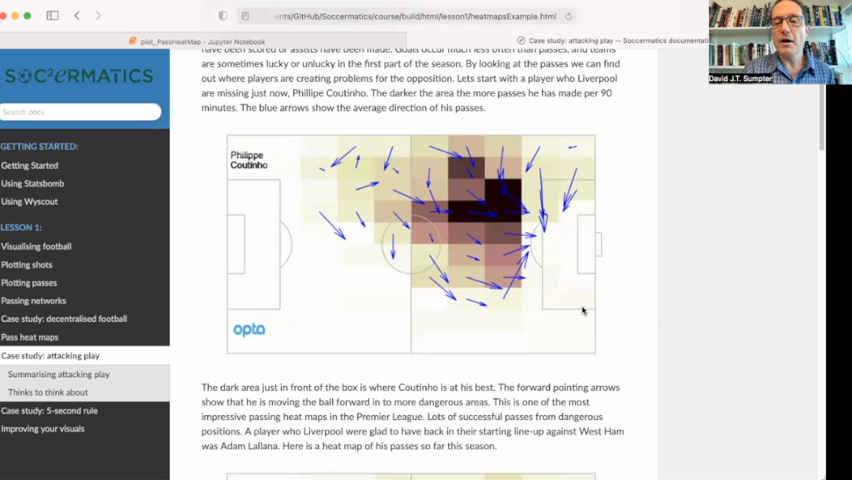 ents/GitHub/Soccermatics/course/build/html/lesson1/heatmapsExample.html
plot_PassHeatMap - Jupyter Notebook
Case study: attacking play — Soccermatics documentati
David J.T. Sumpter
SOC²ERMATICS
Search docs
GETTING STARTED:
Getting Started
Using Statsbomb
Using Wyscout
LESSON 1:
Visualising football
Plotting shots
Plotting passes
Passing networks
Case study: decentralised football
Pass heat maps
Case study: attacking play
Summarising attacking play
Thinks to think about
Case study: 5-second rule
Improving your visuals
have been scored or assists have been made. Goals occur much less often than passes, and teams
are sometimes lucky or unlucky in the first part of the season. By looking at the passes we can find
out where players are creating problems for the opposition. Lets start with a player who Liverpool
are missing just now, Phillipe Coutinho. The darker the area the more passes he has made per 90
minutes. The blue arrows show the average direction of his passes.
Philippe
Coutinho
opta
The dark area just in front of the box is where Coutinho is at his best. The forward pointing arrows
show that he is moving the ball forward in to more dangerous areas. This is one of the most
impressive passing heat maps in the Premier League. Lots of successful passes from dangerous
positions. A player who Liverpool were glad to have back in their starting line-up against West Ham
was Adam Lallana. Here is a heat map of his passes so far this season.